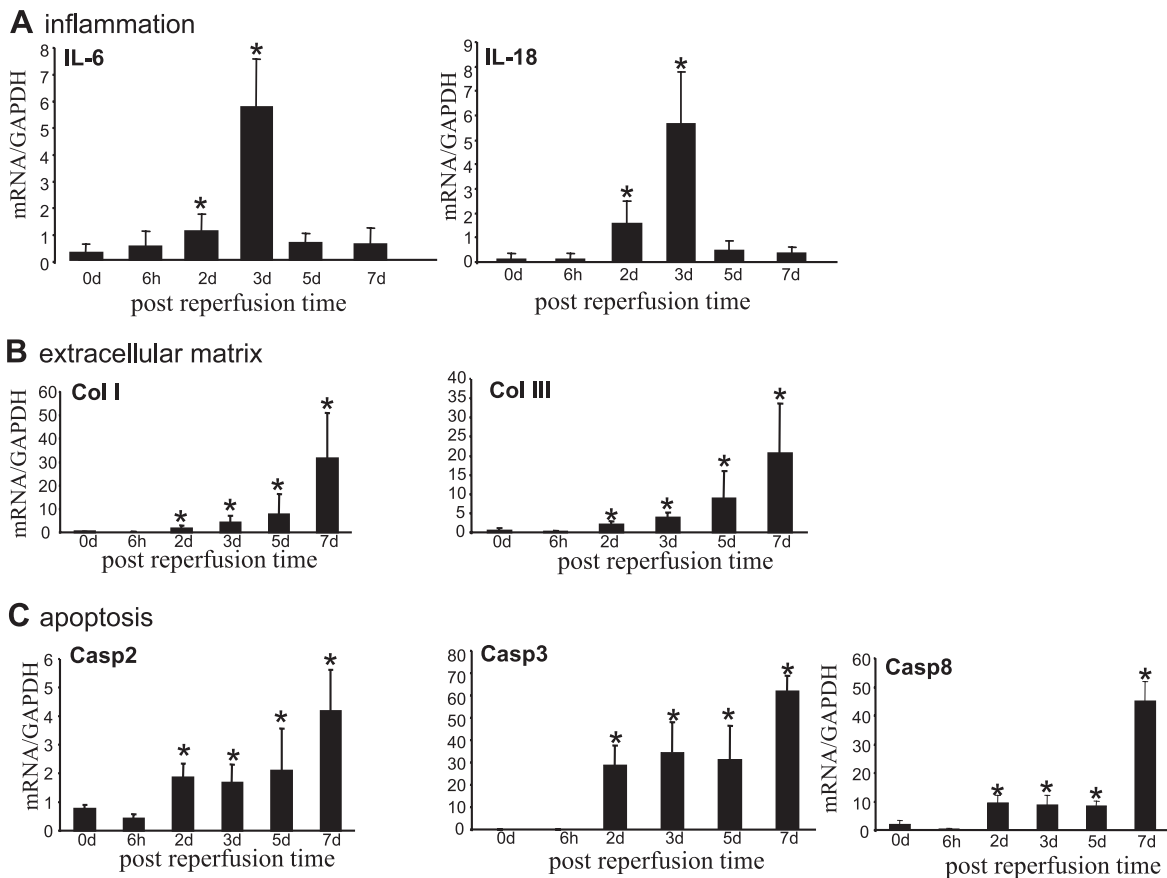 A inflammation
IL-6
mRNA/GAPDH
8
7
6
5
4
3
2
1
0
*
*
0d 6h 2d 3d 5d 7d
post reperfusion time
IL-18
mRNA/GAPDH
9
8
7
6
5
4
3
2
1
0
*
*
0d 6h 2d 3d 5d 7d
post reperfusion time
B extracellular matrix
Col I
mRNA/GAPDH
60
50
40
30
20
10
0
* * * *
0d 6h 2d 3d 5d 7d
post reperfusion time
Col III
40
35
30
25
20
15
10
5
0
* * * *
0d 6h 2d 3d 5d 7d
post reperfusion time
C apoptosis
Casp2
mRNA/GAPDH
6
5
4
3
2
1
0
* * * *
0d 6h 2d 3d 5d 7d
post reperfusion time
Casp3
80
70
60
50
40
30
20
10
0
* * * *
0d 6h 2d 3d 5d 7d
post reperfusion time
Casp8
mRNA/GAPDH
60
50
40
30
20
10
0
* * * *
0d 6h 2d 3d 5d 7d
post reperfusion time